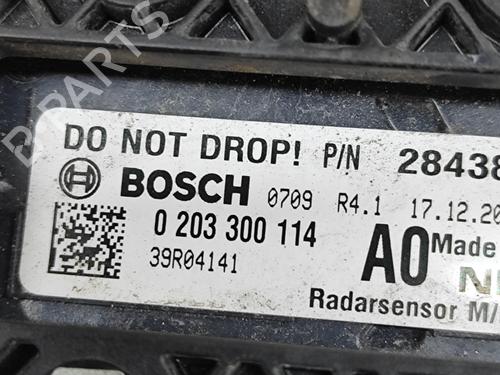 B-PARTS
DO NOT DROP! P/N 28438
BOSCH 0709 R4.1 17.12.20
0 203 300 114 A0 Made
39R04141
Radarsensor M/